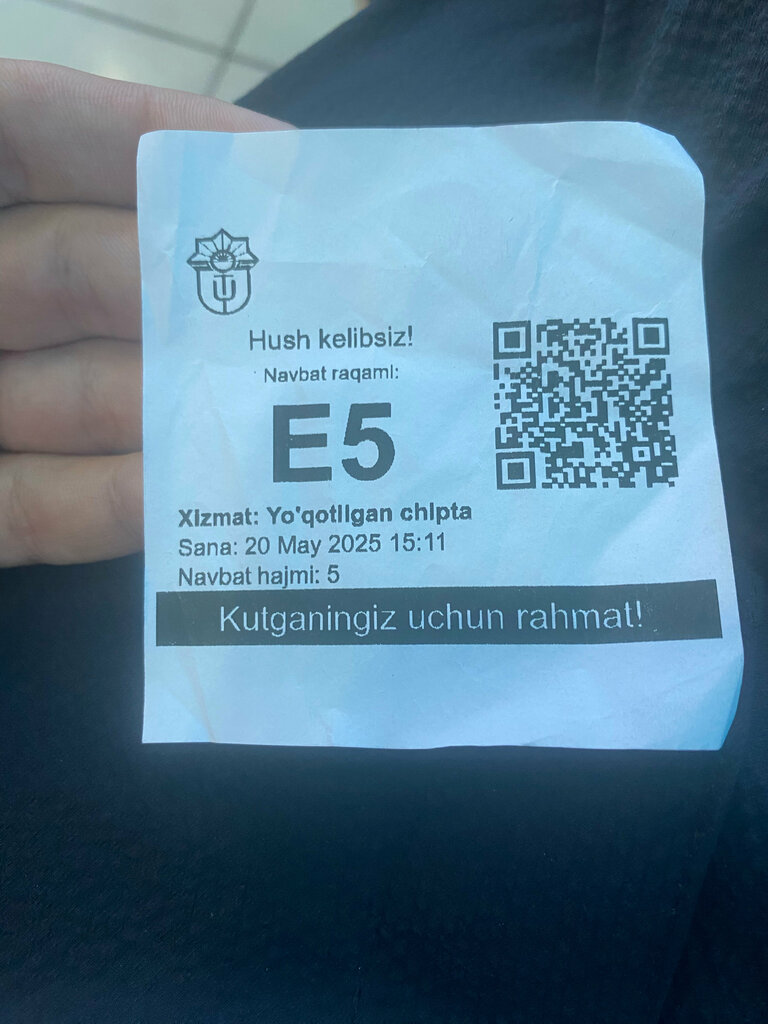 Hush kelibsiz!
Navbat raqami:
E5
Xizmat: Yo'qotilgan chipta
Sana: 20 May 2025 15:11
Navbat hajmi: 5
Kutganingiz uchun rahmat!